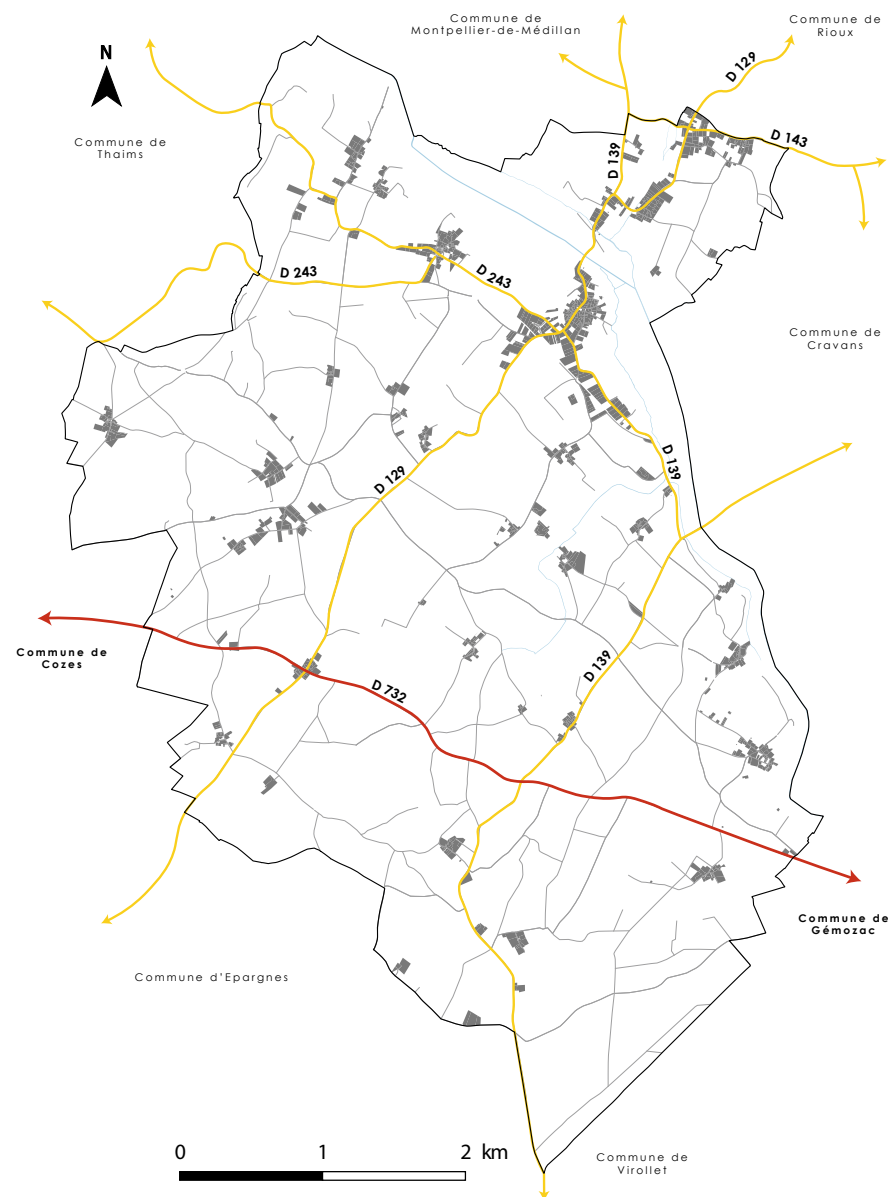 Commune de
Montpellier-de-Médillan
Commune de
Rioux
N
D 129
D 143
Commune de
Thaims
D 139
D 243
D 243
Commune de
Cravans
D 139
D 129
Commune de
Cozes
D 139
D 732
Commune de
Gémozac
Commune d'Epargnes
0 1 2 km
Commune de
Virollet